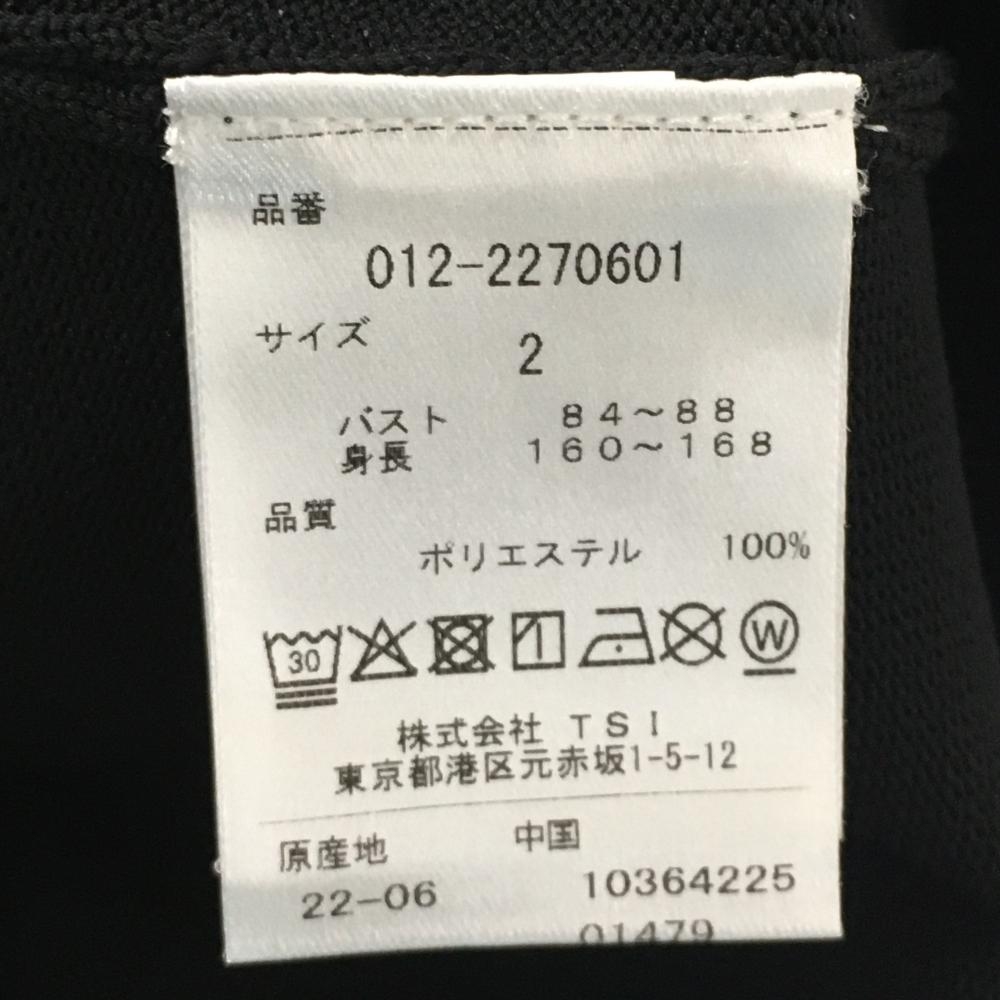 品番
012-2270601
サイズ
2
バスト 84～88
身長 160～168
品質
ポリエステル 100%
30 W
株式会社 TSI
東京都港区元赤坂1-5-12
原産地 中国
22-06 10364225
01479